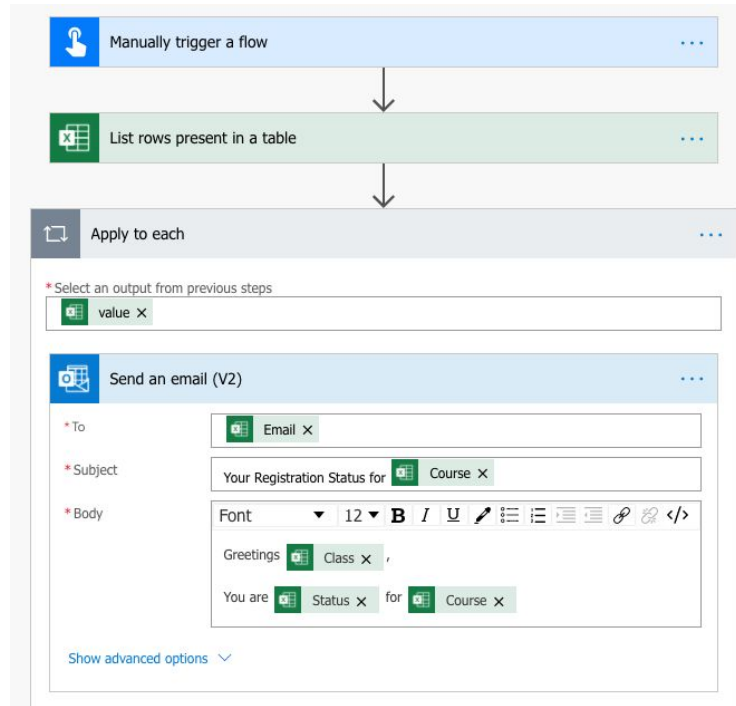 Manually trigger a flow
List rows present in a table
Apply to each
* Select an output from previous steps
value ×
Send an email (V2)
* To
Email ×
* Subject
Your Registration Status for Course ×
* Body
Font 12 B I U </>
Greetings Class × ,
You are Status × for Course ×
Show advanced options